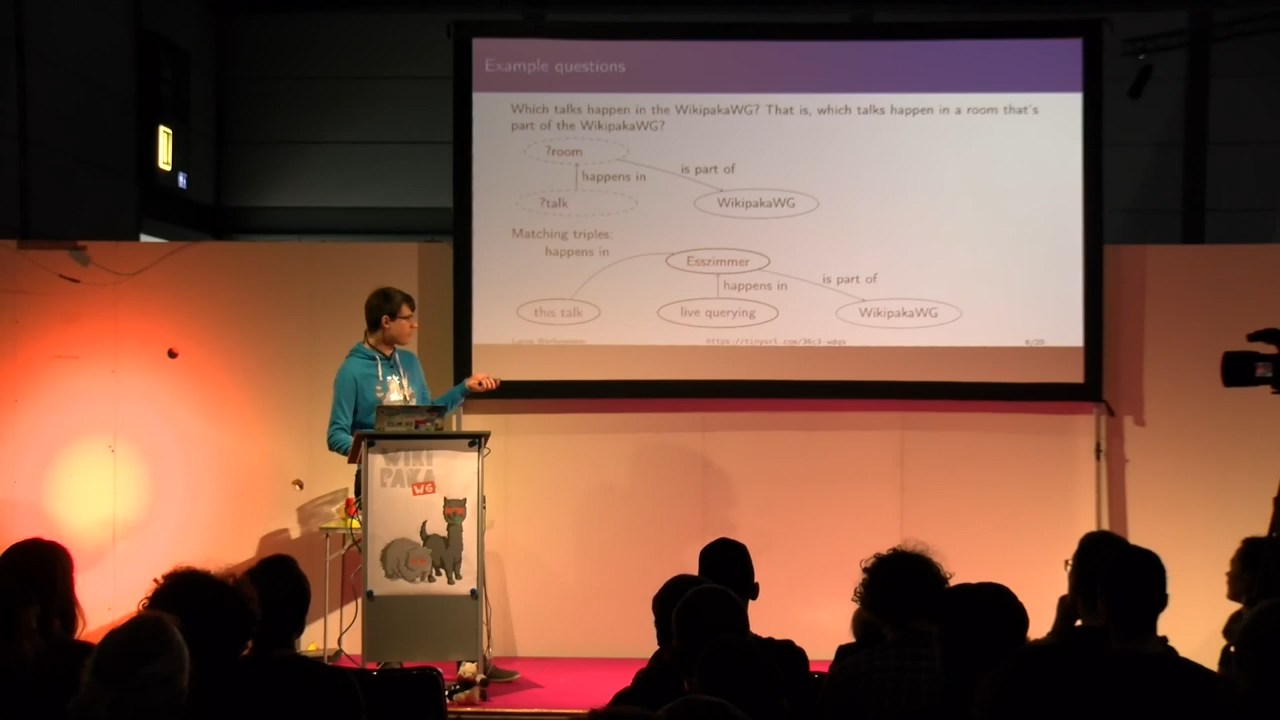 Example questions
Which talks happen in the WikipakaWG? That is, which talks happen in a room that's
part of the WikipakaWG?
?room
is part of
happens in
?talk
WikipakaWG
Matching triples:
happens in
Esszimmer
is part of
happens in
this talk
live querying
WikipakaWG
https://tinyurl.com/36c3-wdqs
6/20
WIKI
PAKA
WG